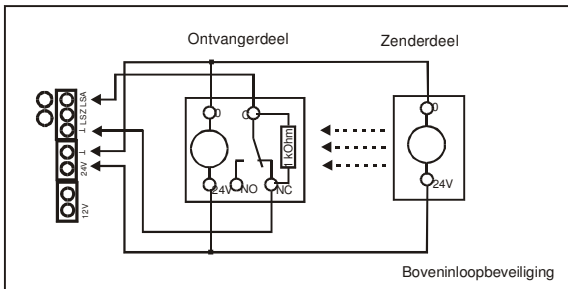 Ontvangerdeel
Zenderdeel
LSA
LSZ
⊥
⊥
24V
12V
0
C
1 kOhm
24V
NO
NC
0
24V
Boveninloopbeveiliging